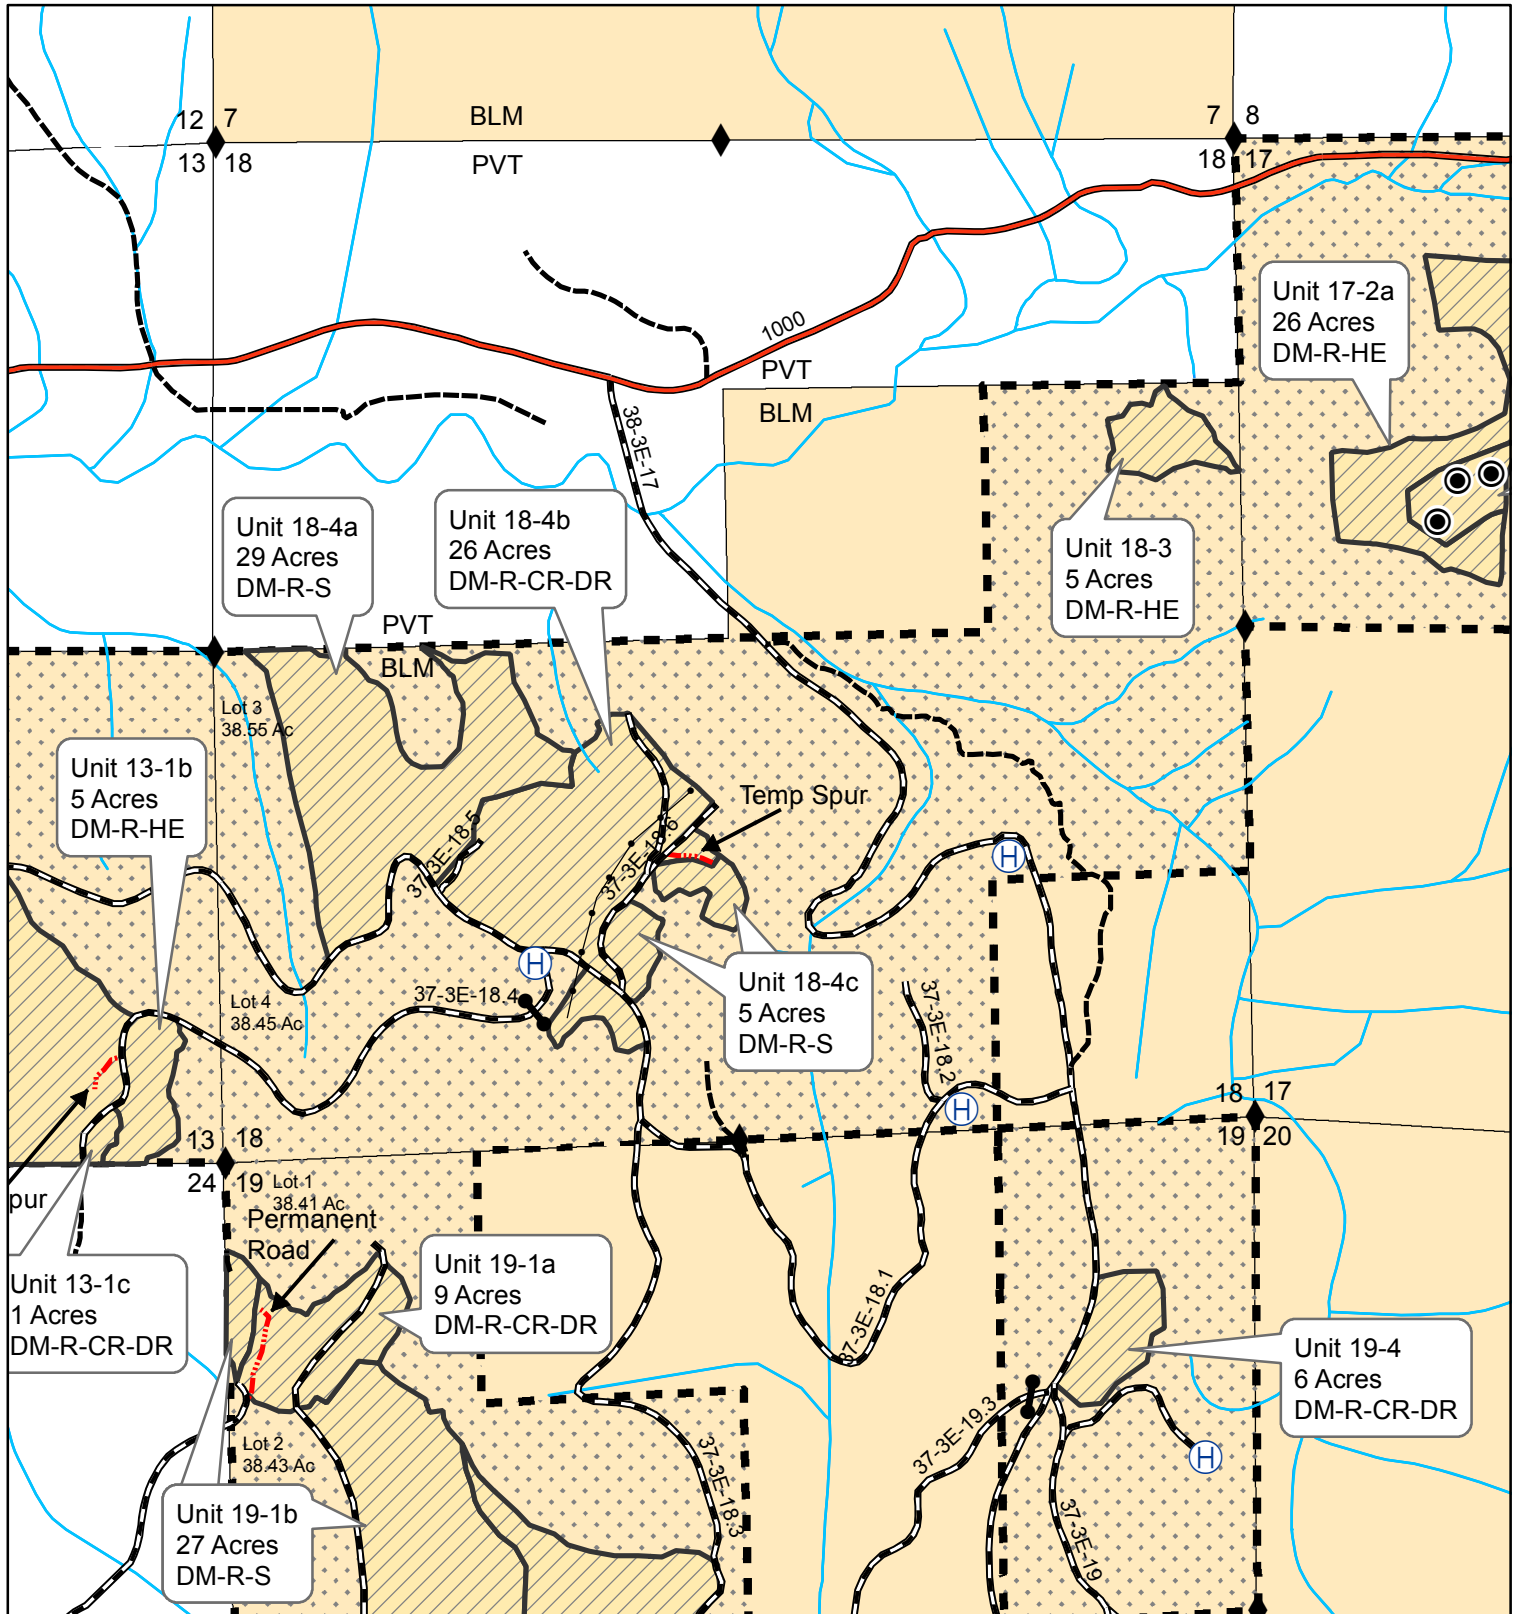 12
7
BLM
7
8
13
18
PVT
18
17
1000
PVT
BLM
38-3E-17
Unit 17-2a
26 Acres
DM-R-HE
Unit 18-4a
29 Acres
DM-R-S
Unit 18-4b
26 Acres
DM-R-CR-DR
Unit 18-3
5 Acres
DM-R-HE
PVT
BLM
Lot 3
38.55 Ac
Unit 13-1b
5 Acres
DM-R-HE
Temp Spur
37-3E-18.5
37-3E-18.6
H
H
37-3E-18.4
Lot 4
38.45 Ac
Unit 18-4c
5 Acres
DM-R-S
37-3E-18.2
H
18
17
19
20
13
18
24
19
Lot 1
38.41 Ac
pur
Permanent
Road
Unit 13-1c
1 Acres
DM-R-CR-DR
Unit 19-1a
9 Acres
DM-R-CR-DR
37-3E-18.1
Unit 19-4
6 Acres
DM-R-CR-DR
37-3E-19.3
H
Lot 2
38.43 Ac
37-3E-18.3
37-3E-19
Unit 19-1b
27 Acres
DM-R-S